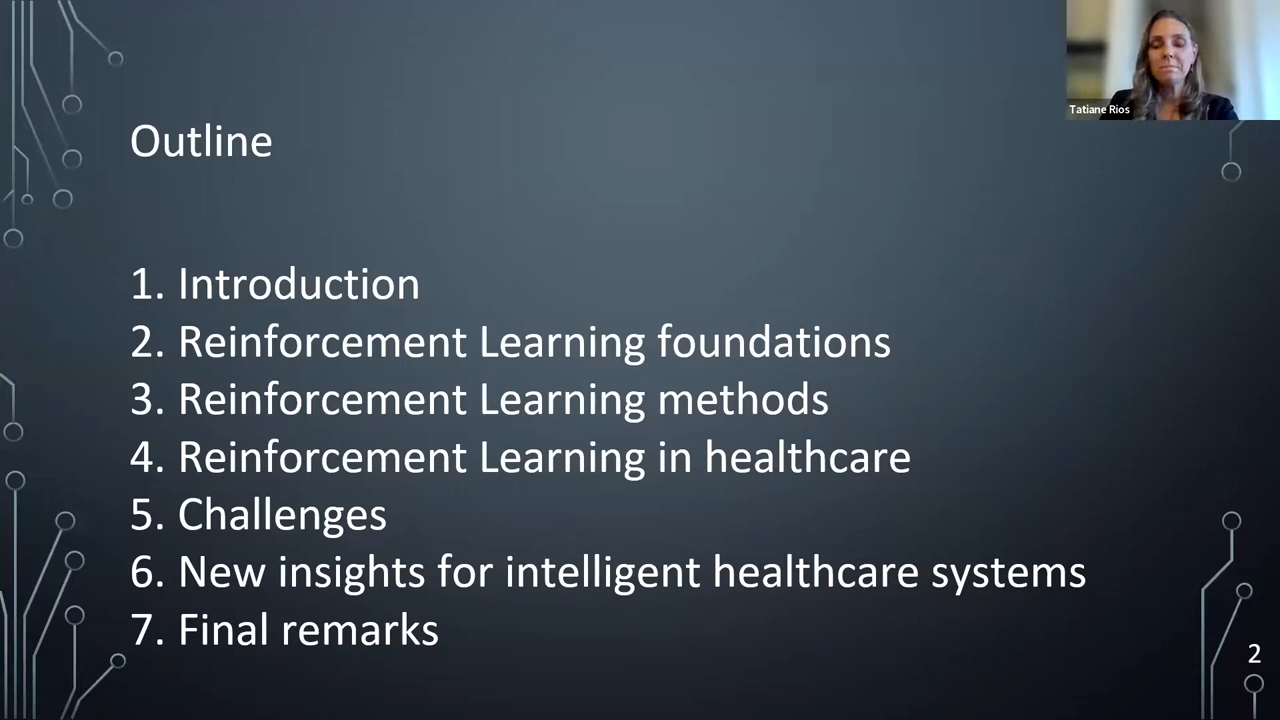 Tatiane Rios
Outline
1. Introduction
2. Reinforcement Learning foundations
3. Reinforcement Learning methods
4. Reinforcement Learning in healthcare
5. Challenges
6. New insights for intelligent healthcare systems
7. Final remarks
2